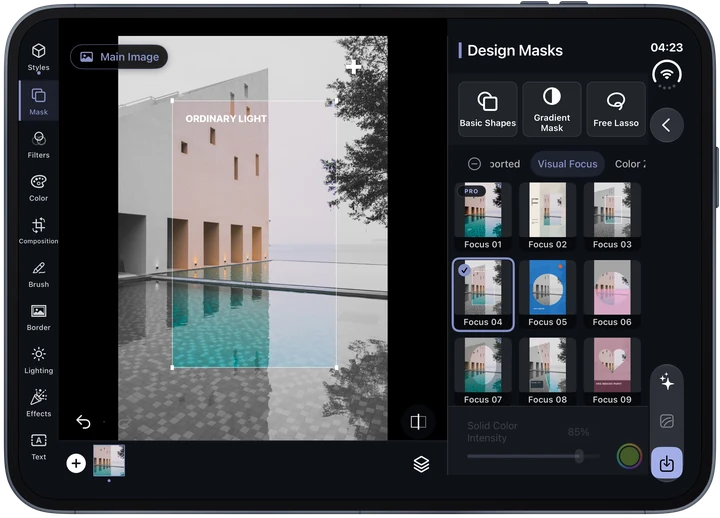 Styles
Mask
Filters
Color
Composition
Brush
Border
Lighting
Effects
Text
Main Image
ORDINARY LIGHT
Design Masks
04:23
Basic Shapes
Gradient
Mask
Free Lasso
ported
Visual Focus
Color
PRO
Focus 01
Focus 02
Focus 03
Focus 04
Focus 05
Focus 06
Focus 07
Focus 08
Focus 09
Solid Color
Intensity
85%